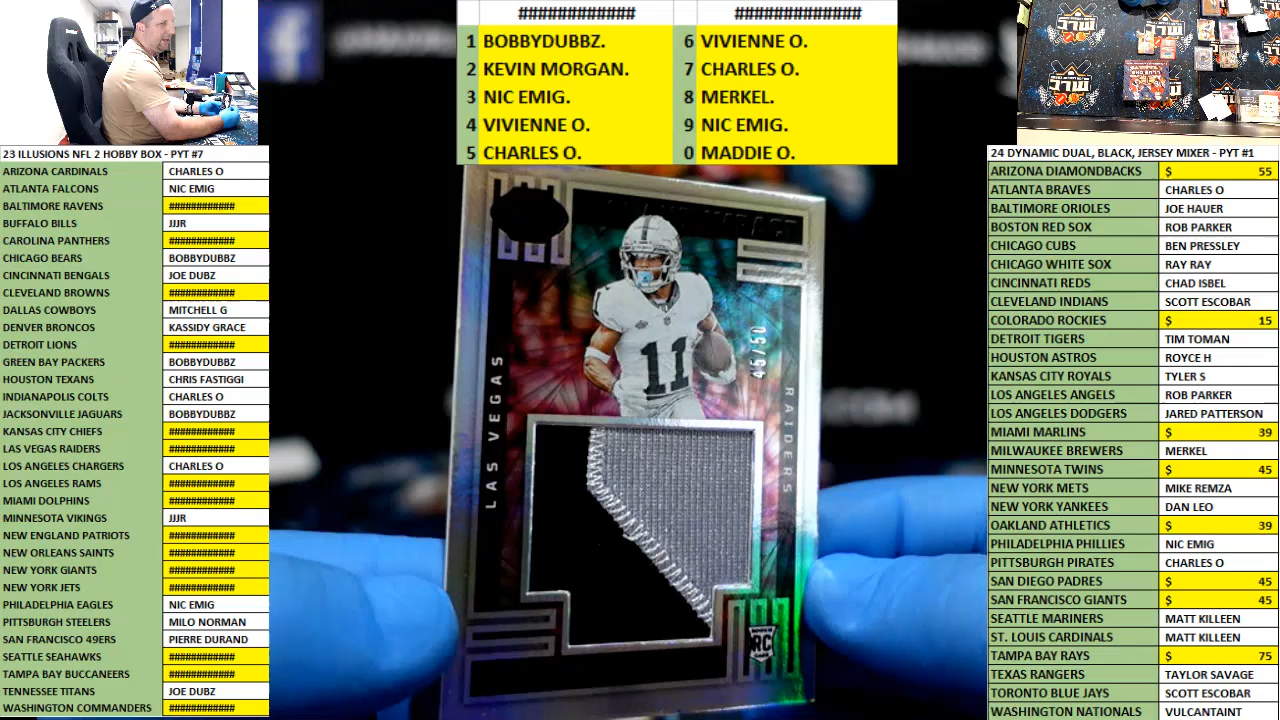 ############ ############
1 BOBBYDUBBZ. 6 VIVIENNE O.
2 KEVIN MORGAN. 7 CHARLES O.
3 NIC EMIG. 8 MERKEL.
4 VIVIENNE O. 9 NIC EMIG.
5 CHARLES O. 0 MADDIE O.
23 ILLUSIONS NFL 2 HOBBY BOX - PYT #7
ARIZONA CARDINALS CHARLES O
ATLANTA FALCONS NIC EMIG
BALTIMORE RAVENS ############
BUFFALO BILLS JJJR
CAROLINA PANTHERS ############
CHICAGO BEARS BOBBYDUBBZ
CINCINNATI BENGALS JOE DUBZ
CLEVELAND BROWNS ############
DALLAS COWBOYS MITCHELL G
DENVER BRONCOS KASSIDY GRACE
DETROIT LIONS ############
GREEN BAY PACKERS BOBBYDUBBZ
HOUSTON TEXANS CHRIS FASTIGGI
INDIANAPOLIS COLTS CHARLES O
JACKSONVILLE JAGUARS BOBBYDUBBZ
KANSAS CITY CHIEFS ############
LAS VEGAS RAIDERS ############
LOS ANGELES CHARGERS CHARLES O
LOS ANGELES RAMS ############
MIAMI DOLPHINS ############
MINNESOTA VIKINGS JJJR
NEW ENGLAND PATRIOTS ############
NEW ORLEANS SAINTS ############
NEW YORK GIANTS ############
NEW YORK JETS ############
PHILADELPHIA EAGLES NIC EMIG
PITTSBURGH STEELERS MILO NORMAN
SAN FRANCISCO 49ERS PIERRE DURAND
SEATTLE SEAHAWKS ############
TAMPA BAY BUCCANEERS ############
TENNESSEE TITANS JOE DUBZ
WASHINGTON COMMANDERS ############
LAS VEGAS
11
45/50
RAIDERS
RC
24 DYNAMIC DUAL, BLACK, JERSEY MIXER - PYT #1
ARIZONA DIAMONDBACKS $ 55
ATLANTA BRAVES CHARLES O
BALTIMORE ORIOLES JOE HAUER
BOSTON RED SOX ROB PARKER
CHICAGO CUBS BEN PRESSLEY
CHICAGO WHITE SOX RAY RAY
CINCINNATI REDS CHAD ISBEL
CLEVELAND INDIANS SCOTT ESCOBAR
COLORADO ROCKIES $ 15
DETROIT TIGERS TIM TOMAN
HOUSTON ASTROS ROYCE H
KANSAS CITY ROYALS TYLER S
LOS ANGELES ANGELS ROB PARKER
LOS ANGELES DODGERS JARED PATTERSON
MIAMI MARLINS $ 39
MILWAUKEE BREWERS MERKEL
MINNESOTA TWINS $ 45
NEW YORK METS MIKE REMZA
NEW YORK YANKEES DAN LEO
OAKLAND ATHLETICS $ 39
PHILADELPHIA PHILLIES NIC EMIG
PITTSBURGH PIRATES CHARLES O
SAN DIEGO PADRES $ 45
SAN FRANCISCO GIANTS $ 45
SEATTLE MARINERS MATT KILLEEN
ST. LOUIS CARDINALS MATT KILLEEN
TAMPA BAY RAYS $ 75
TEXAS RANGERS TAYLOR SAVAGE
TORONTO BLUE JAYS SCOTT ESCOBAR
WASHINGTON NATIONALS VULCANTAINT